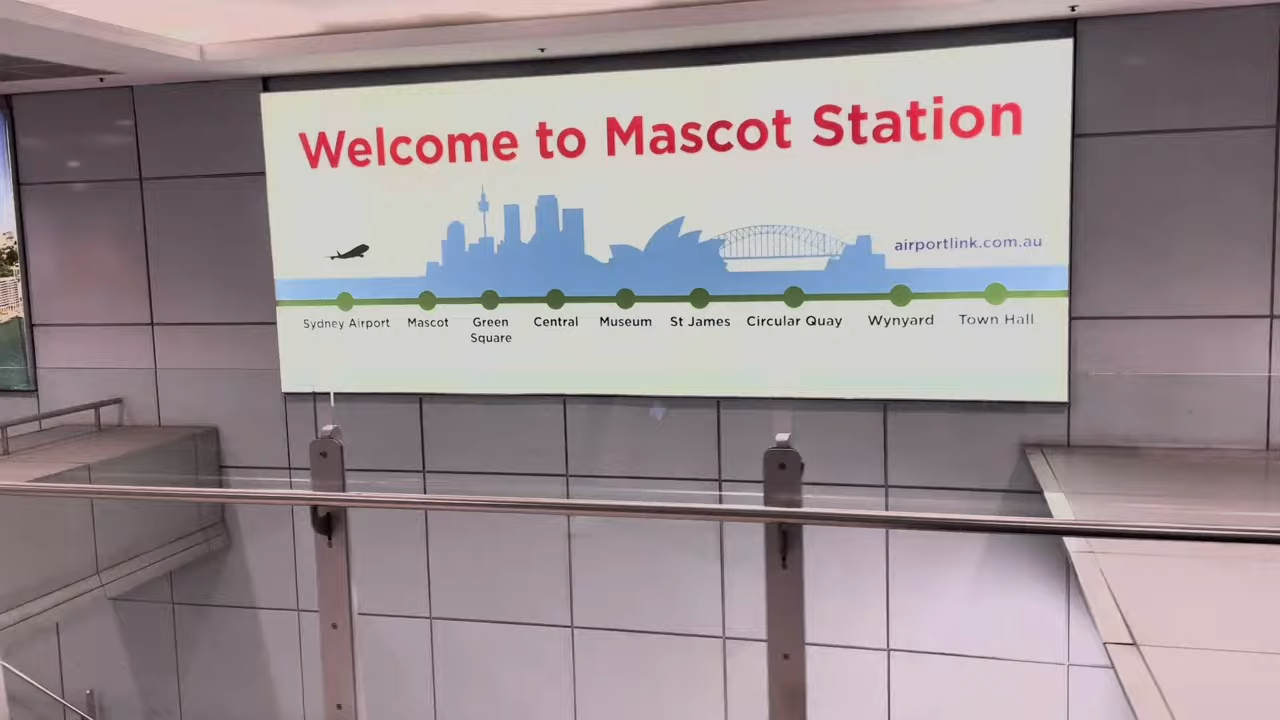 Welcome to Mascot Station
airportlink.com.au
Sydney Airport
Mascot
Green
Square
Central
Museum
St James
Circular Quay
Wynyard
Town Hall